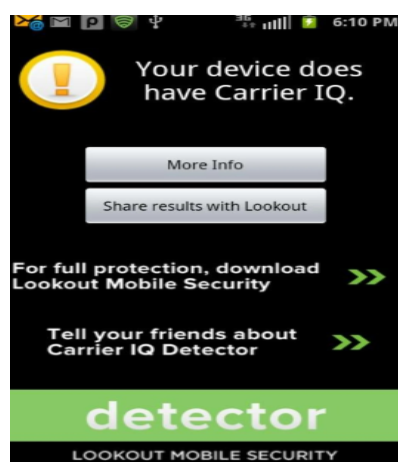 3G 6:10 PM
Your device does
have Carrier IQ.
More Info
Share results with Lookout
For full protection, download
Lookout Mobile Security
Tell your friends about
Carrier IQ Detector
detector
LOOKOUT MOBILE SECURITY